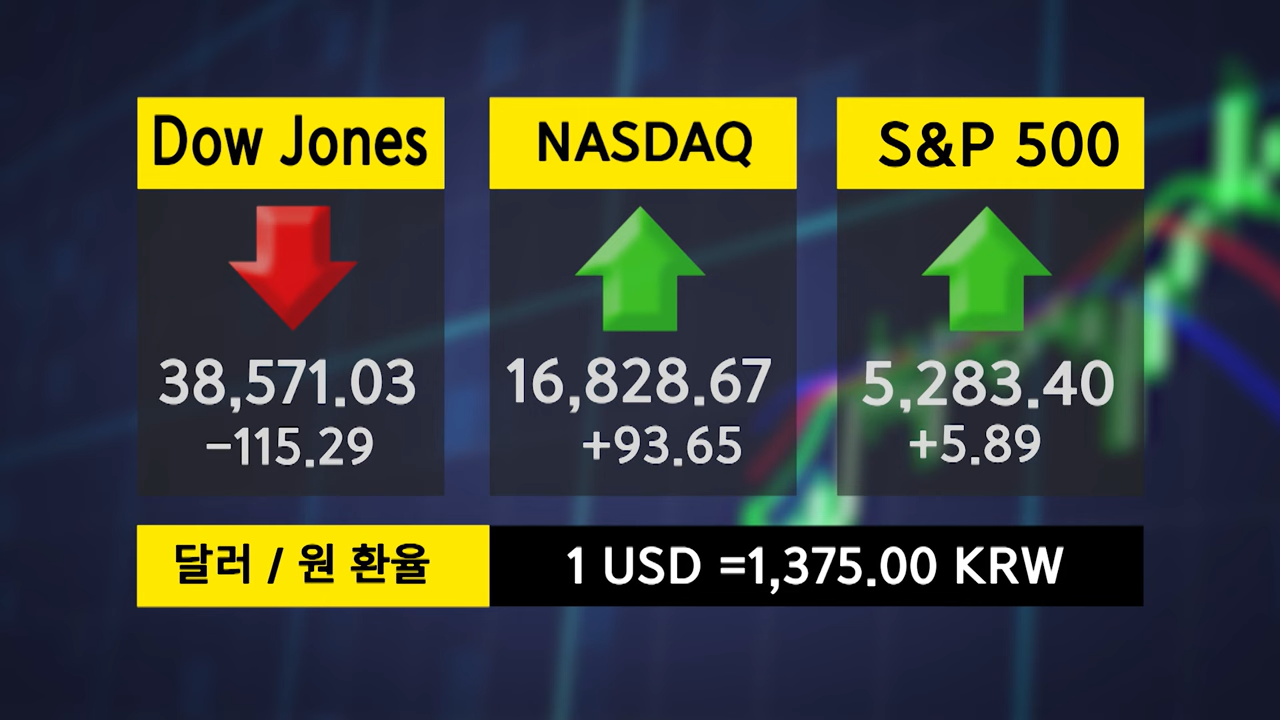 Dow Jones
38,571.03
-115.29
NASDAQ
16,828.67
+93.65
S&P 500
5,283.40
+5.89
달러 / 원 환율
1 USD =1,375.00 KRW